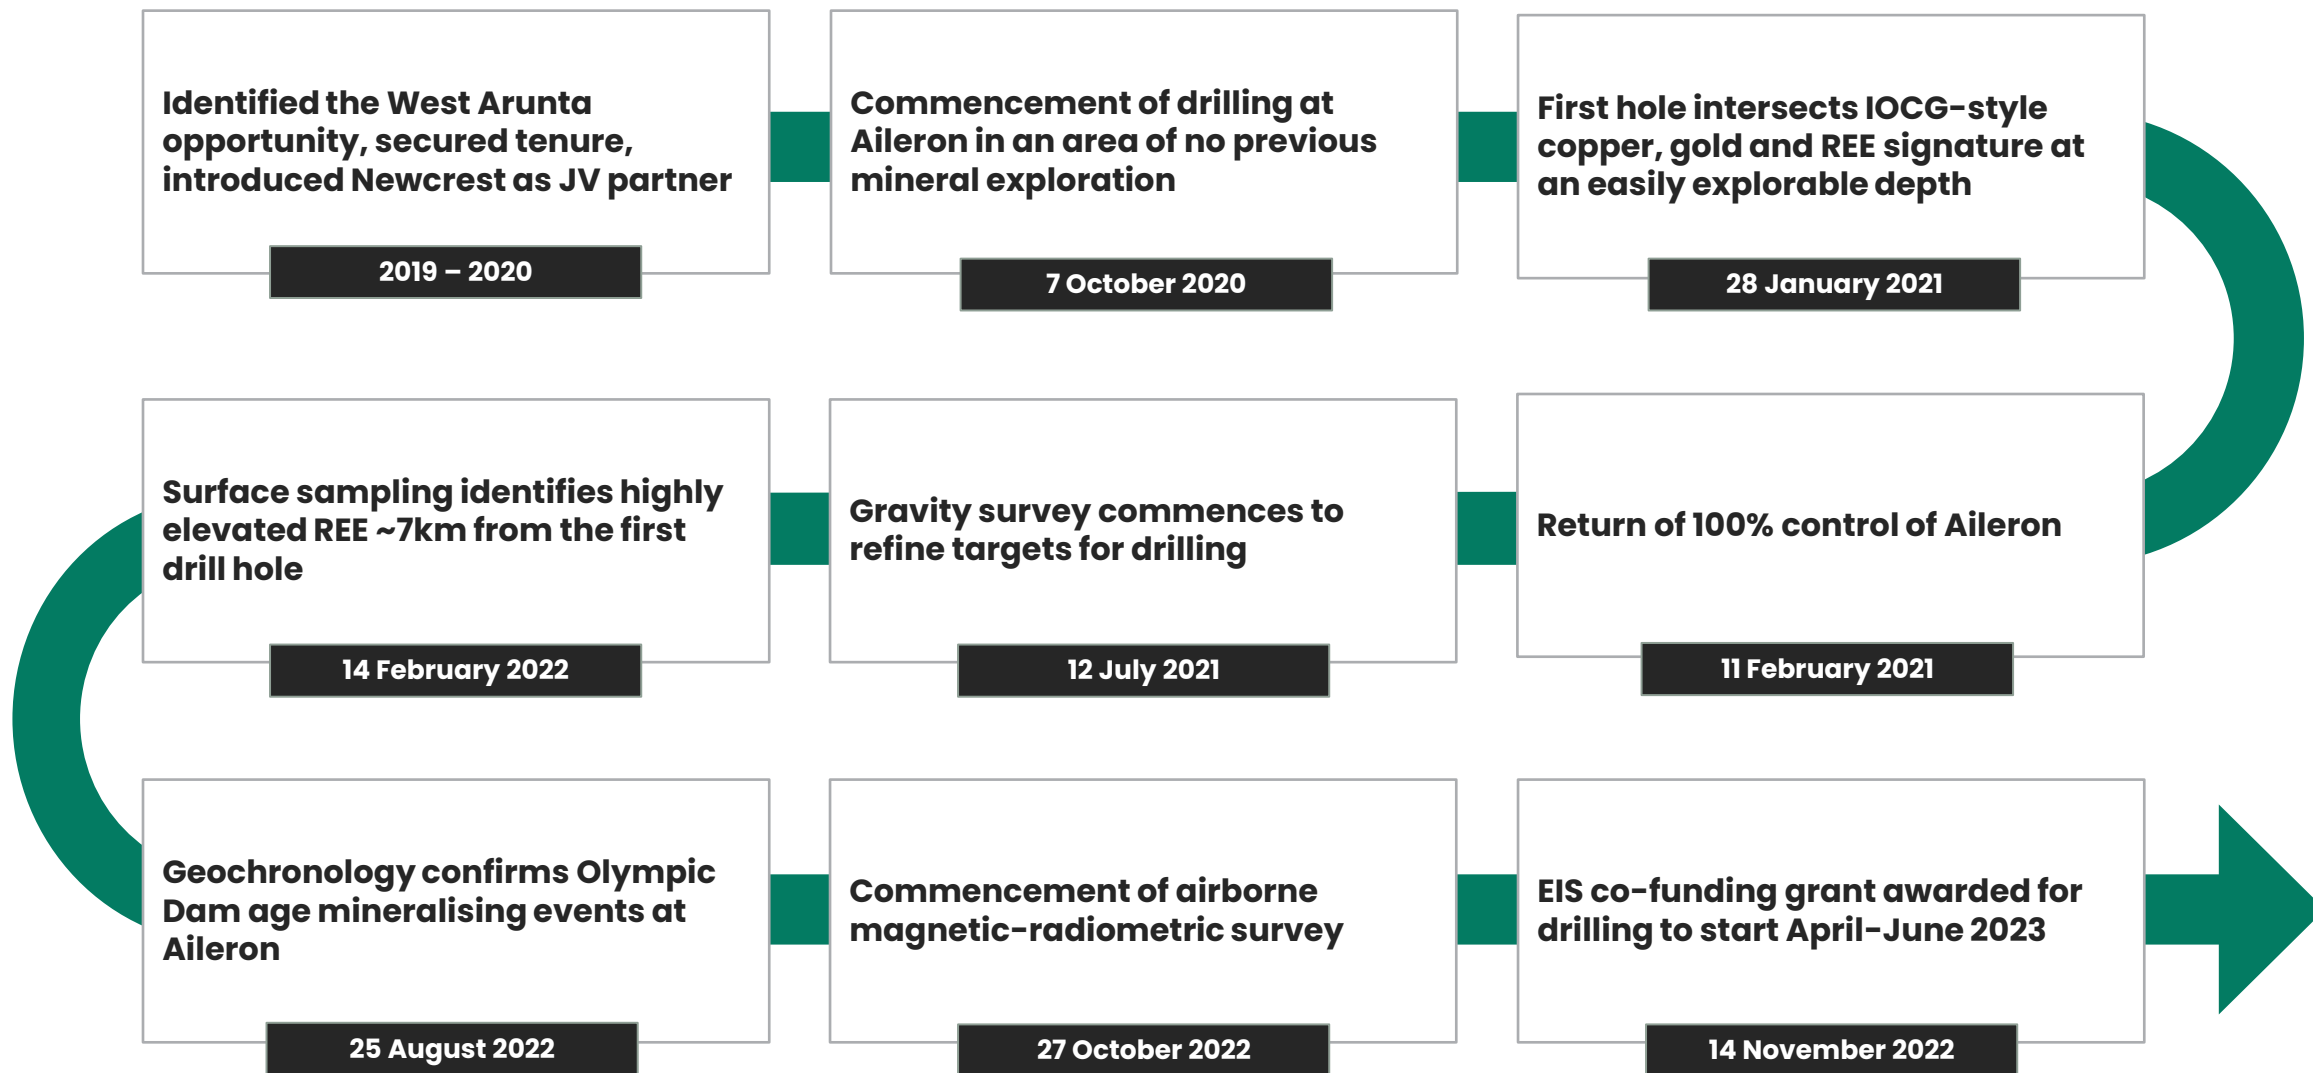 Identified the West Arunta
opportunity, secured tenure,
introduced Newcrest as JV partner
2019 – 2020
Commencement of drilling at
Aileron in an area of no previous
mineral exploration
7 October 2020
First hole intersects IOCG-style
copper, gold and REE signature at
an easily explorable depth
28 January 2021
Return of 100% control of Aileron
11 February 2021
Gravity survey commences to
refine targets for drilling
12 July 2021
Surface sampling identifies highly
elevated REE ~7km from the first
drill hole
14 February 2022
Geochronology confirms Olympic
Dam age mineralising events at
Aileron
25 August 2022
Commencement of airborne
magnetic-radiometric survey
27 October 2022
EIS co-funding grant awarded for
drilling to start April-June 2023
14 November 2022